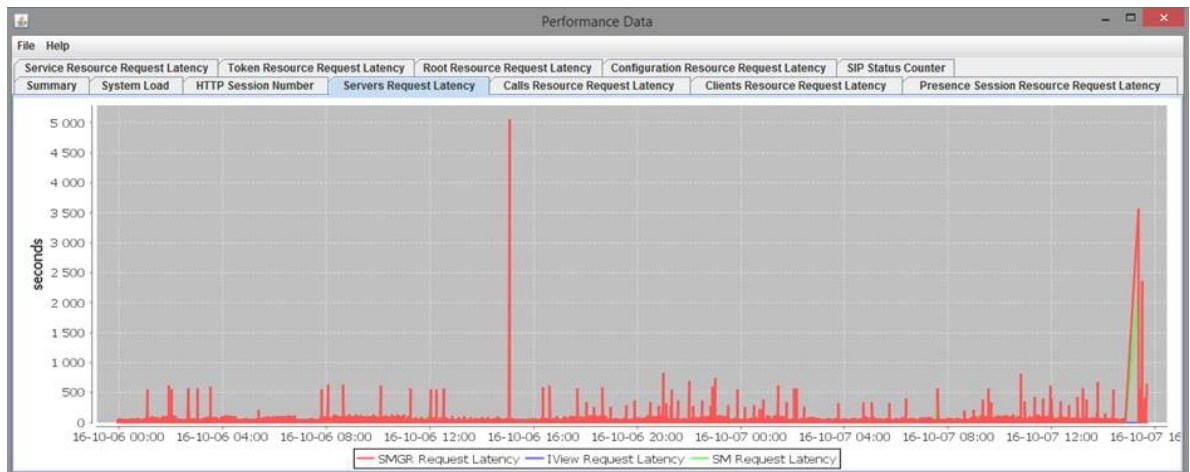 Performance Data
File Help
Service Resource Request Latency Token Resource Request Latency Root Resource Request Latency Configuration Resource Request Latency SIP Status Counter
Summary System Load HTTP Session Number Servers Request Latency Calls Resource Request Latency Clients Resource Request Latency Presence Session Resource Request Latency
5 000
4 500
4 000
3 500
3 000
2 500
2 000
1 500
1 000
500
0
seconds
16-10-06 00:00 16-10-06 04:00 16-10-06 08:00 16-10-06 12:00 16-10-06 16:00 16-10-06 20:00 16-10-07 00:00 16-10-07 04:00 16-10-07 08:00 16-10-07 12:00 16-10-07 16
SMGR Request Latency IView Request Latency SM Request Latency